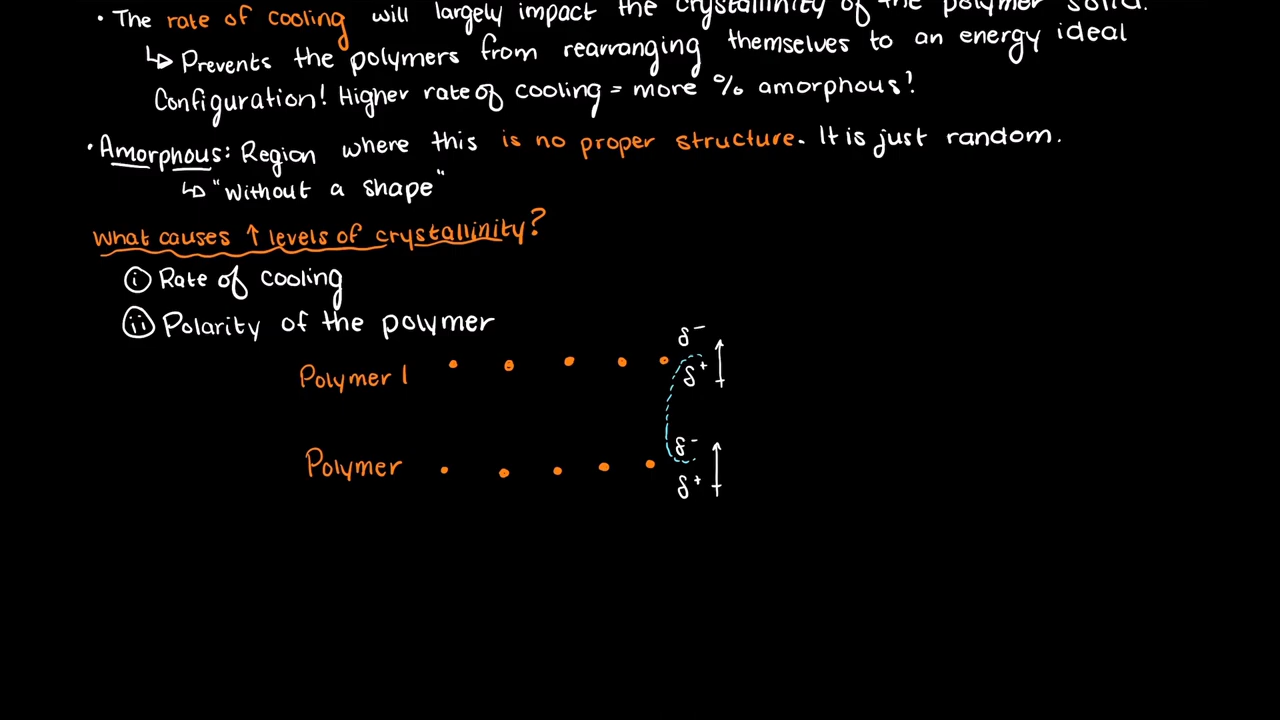 • The rate of cooling will largely impact the crystallinity of the polymer solid.
↳ Prevents the polymers from rearranging themselves to an energy ideal
Configuration! Higher rate of cooling = more % amorphous!
• Amorphous: Region where this is no proper structure. It is just random.
↳ "without a shape"
What causes ↑ levels of crystallinity?
(i) Rate of cooling
(ii) Polarity of the polymer
δ-
Polymer 1 δ+
δ-
Polymer
δ+